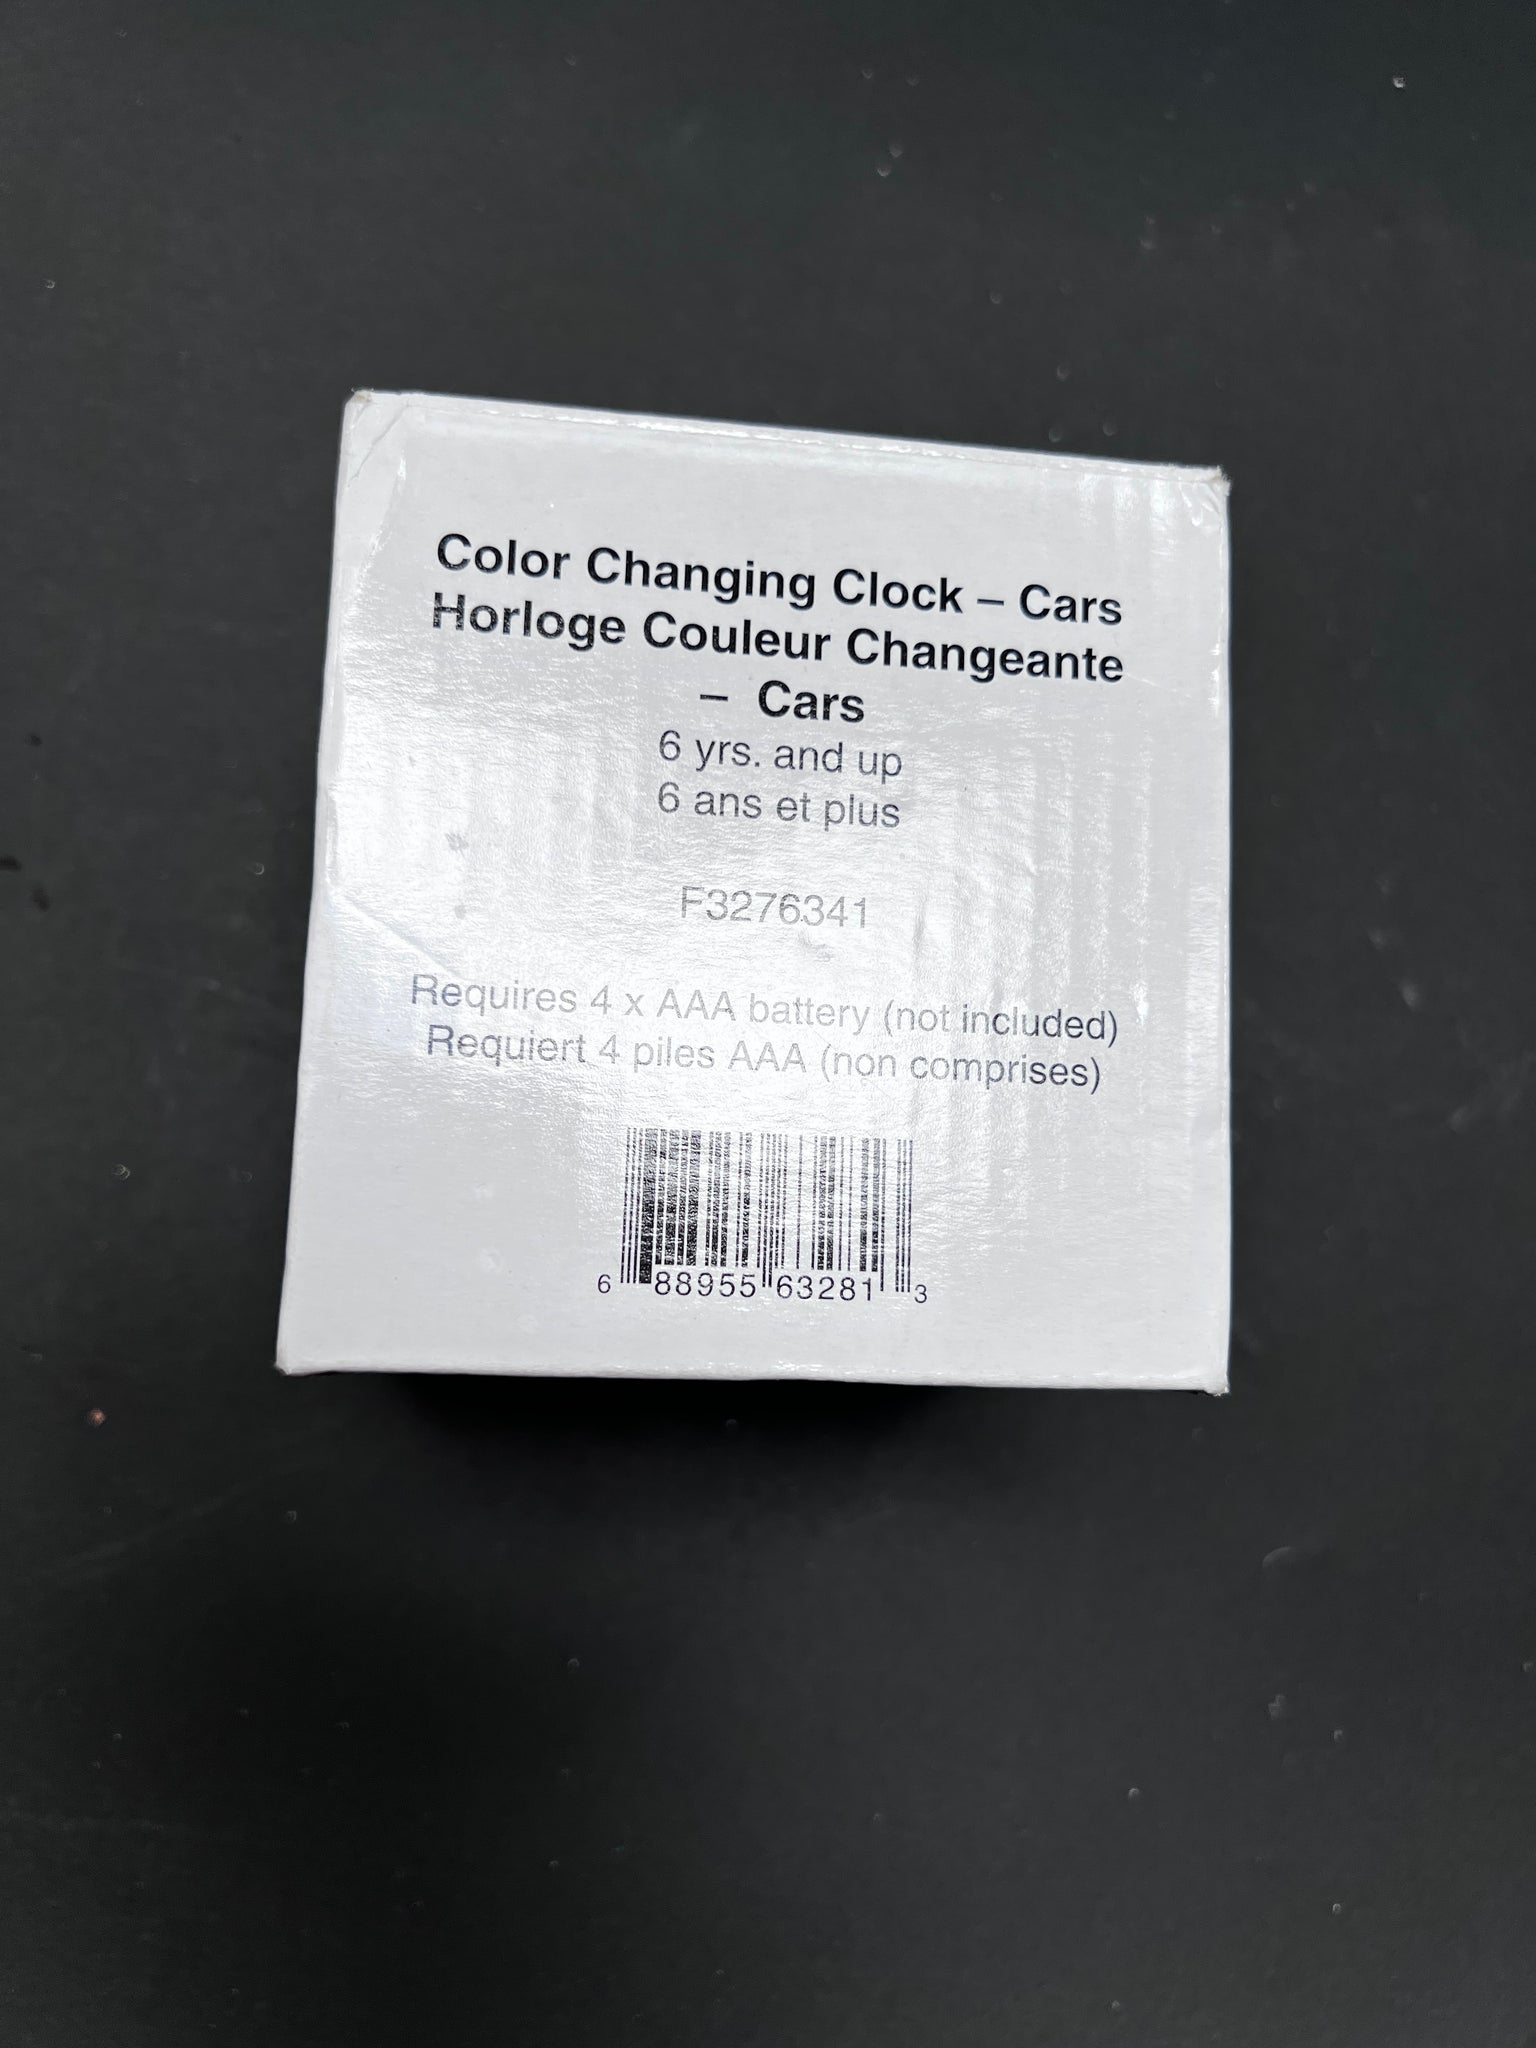 Color Changing Clock – Cars
Horloge Couleur Changeante
– Cars
6 yrs. and up
6 ans et plus
F3276341
Requires 4 x AAA battery (not included)
Requiert 4 piles AAA (non comprises)
6 88955 63281 3